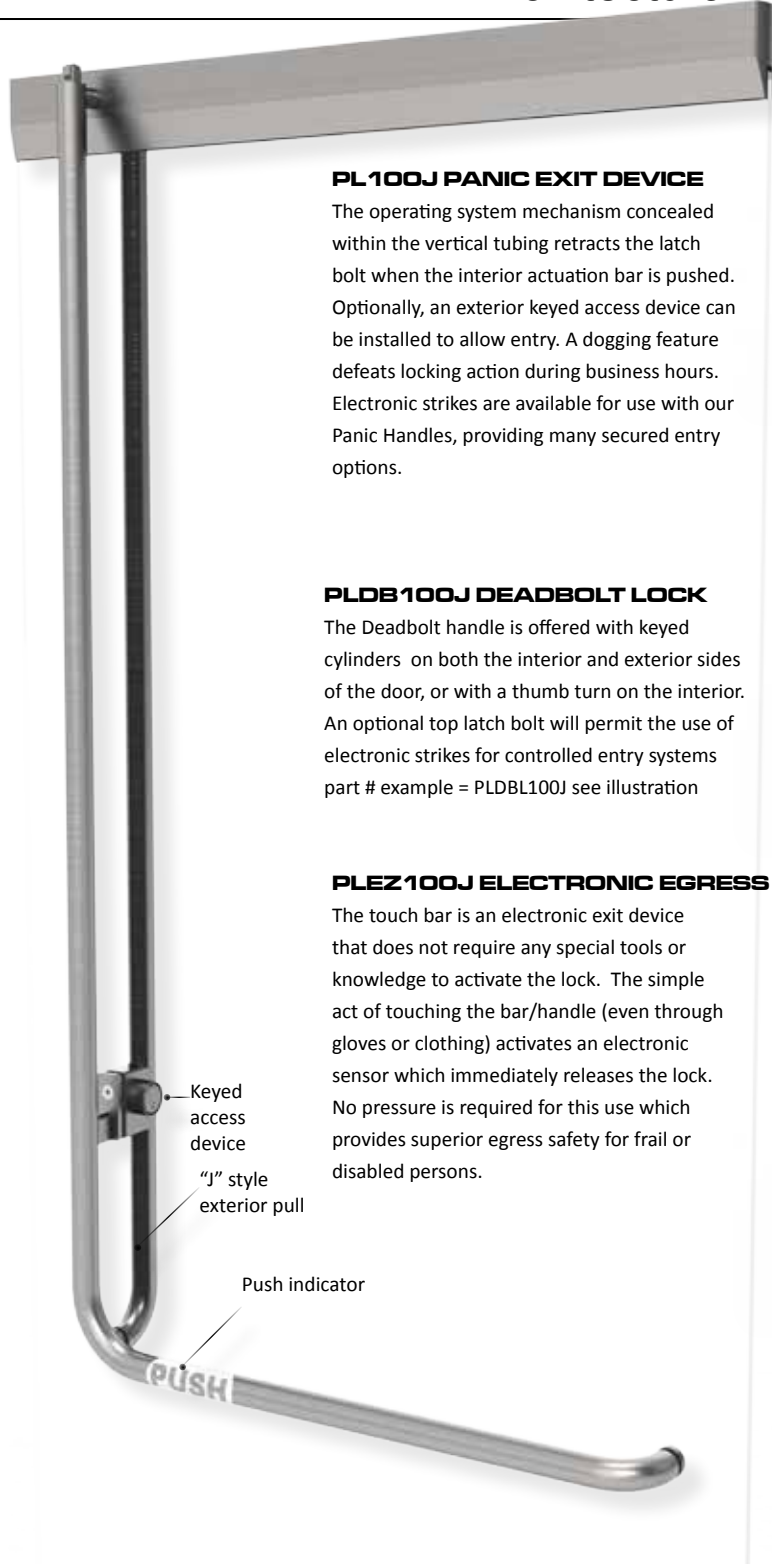 PL100J PANIC EXIT DEVICE
The operating system mechanism concealed
within the vertical tubing retracts the latch
bolt when the interior actuation bar is pushed.
Optionally, an exterior keyed access device can
be installed to allow entry. A dogging feature
defeats locking action during business hours.
Electronic strikes are available for use with our
Panic Handles, providing many secured entry
options.
PLDB100J DEADBOLT LOCK
The Deadbolt handle is offered with keyed
cylinders on both the interior and exterior sides
of the door, or with a thumb turn on the interior.
An optional top latch bolt will permit the use of
electronic strikes for controlled entry systems
part # example = PLDBL100J see illustration
PLEZ100J ELECTRONIC EGRESS
The touch bar is an electronic exit device
that does not require any special tools or
knowledge to activate the lock. The simple
act of touching the bar/handle (even through
gloves or clothing) activates an electronic
sensor which immediately releases the lock.
No pressure is required for this use which
provides superior egress safety for frail or
disabled persons.
Keyed
access
device
“J” style
exterior pull
Push indicator
PUSH